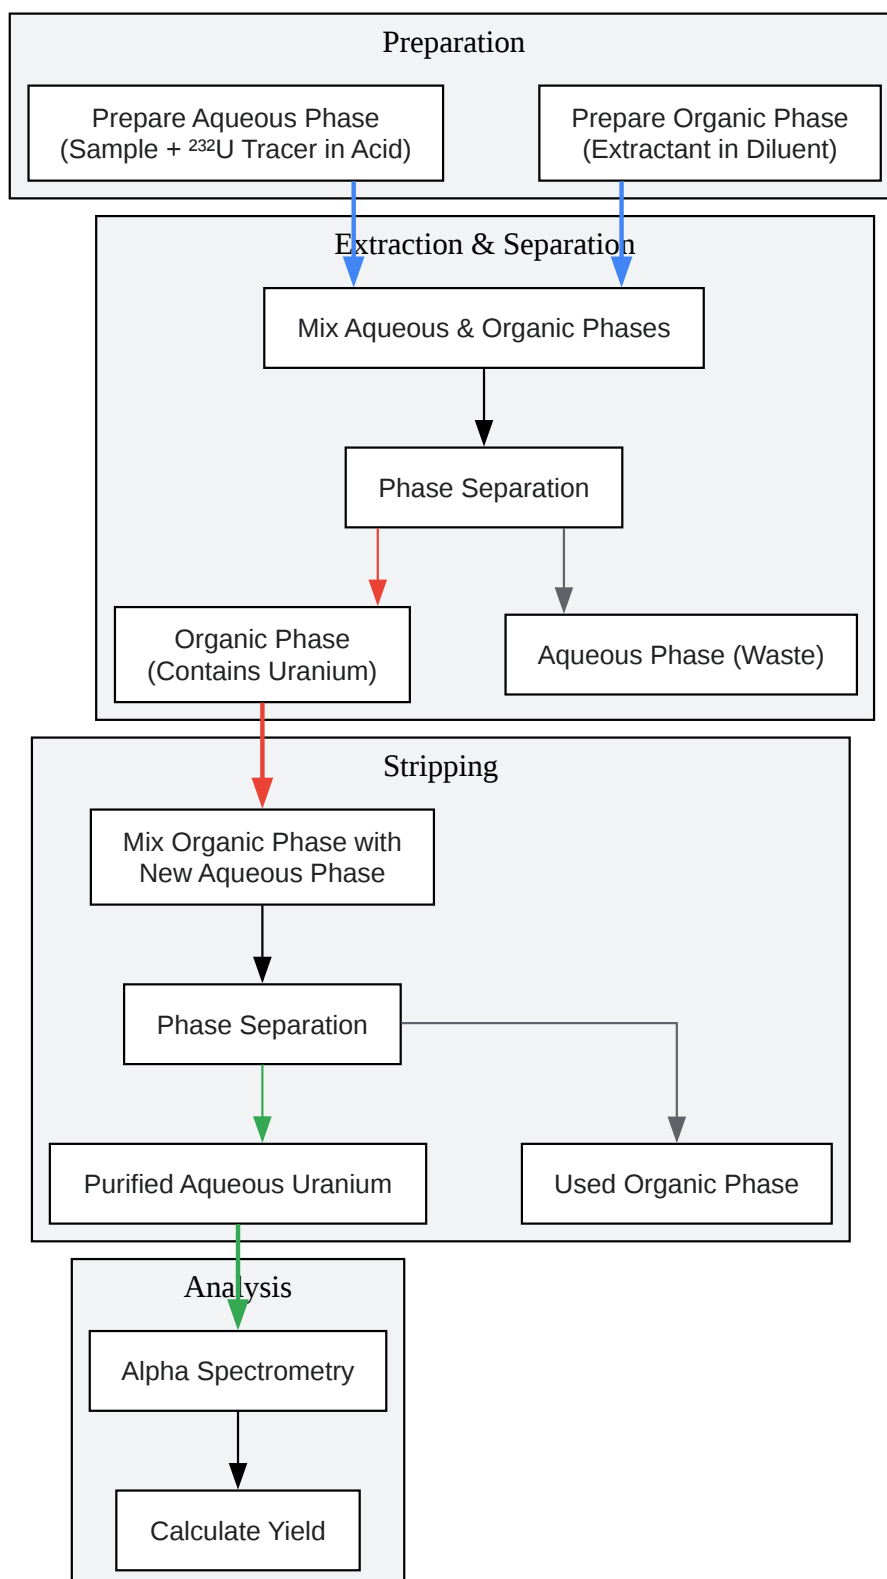 Preparation
Prepare Aqueous Phase
(Sample + ²³²U Tracer in Acid)
Prepare Organic Phase
(Extractant in Diluent)
Extraction & Separation
Mix Aqueous & Organic Phases
Phase Separation
Organic Phase
(Contains Uranium)
Aqueous Phase (Waste)
Stripping
Mix Organic Phase with
New Aqueous Phase
Phase Separation
Purified Aqueous Uranium
Used Organic Phase
Analysis
Alpha Spectrometry
Calculate Yield